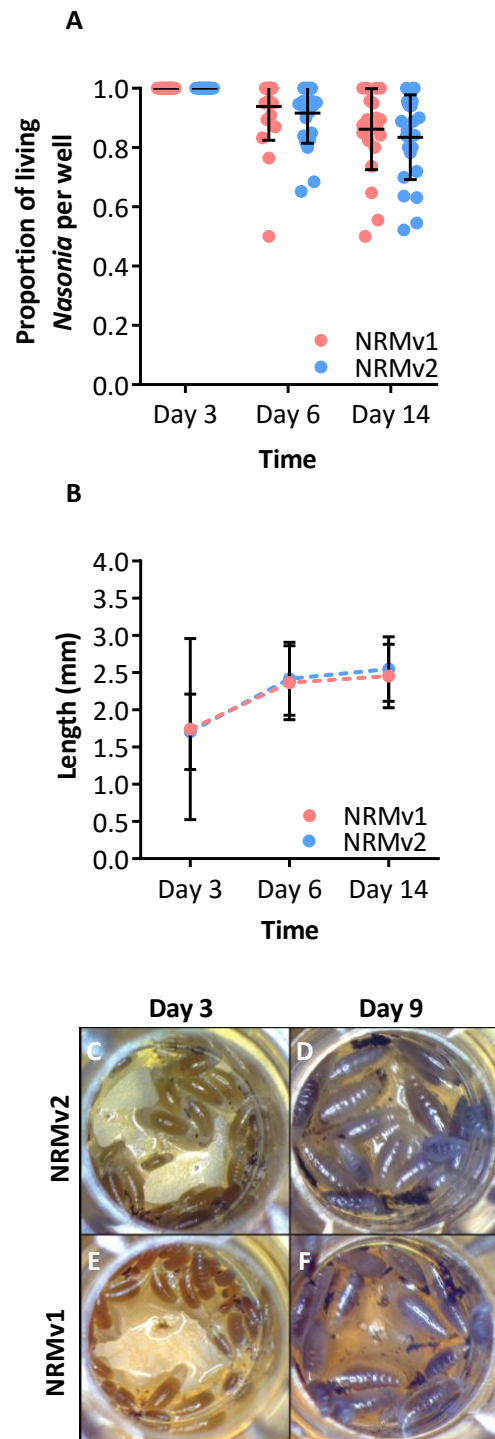 A
Proportion of living
Nasonia per well
1.0
0.8
0.6
0.4
0.2
0.0
NRMv1
NRMv2
Day 3 Day 6 Day 14
Time
B
Length (mm)
4.0
3.5
3.0
2.5
2.0
1.5
1.0
0.5
0.0
NRMv1
NRMv2
Day 3 Day 6 Day 14
Time
Day 3 Day 9
NRMv2
C D
NRMv1
E F